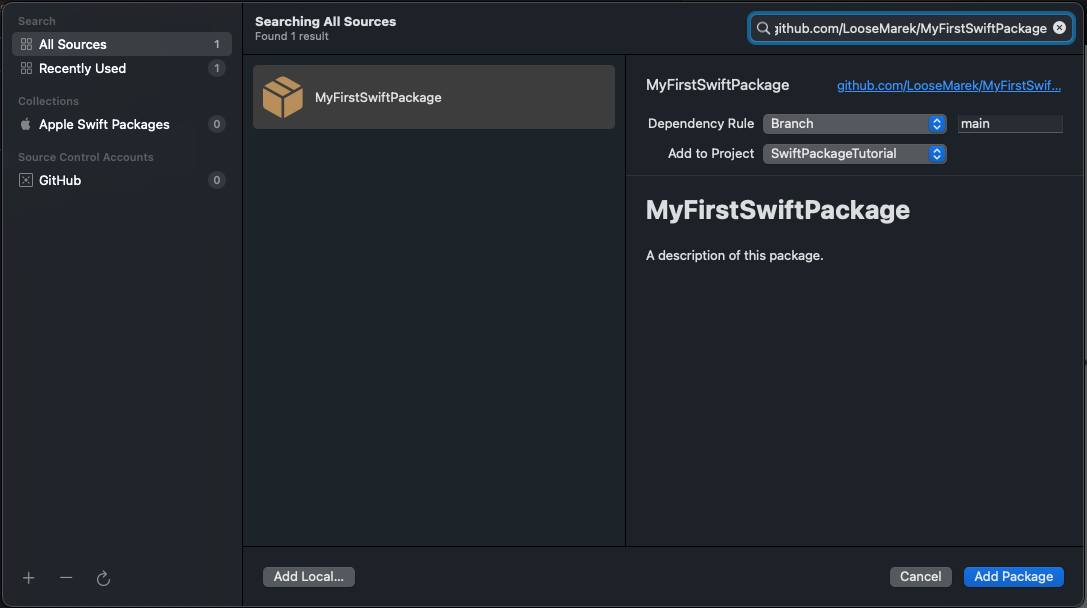 Search
All Sources 1
Recently Used 1
Collections
Apple Swift Packages 0
Source Control Accounts
GitHub 0
Searching All Sources
Found 1 result
github.com/LooseMarek/MyFirstSwiftPackage
MyFirstSwiftPackage
MyFirstSwiftPackage github.com/LooseMarek/MyFirstSwif...
Dependency Rule Branch main
Add to Project SwiftPackageTutorial
MyFirstSwiftPackage
A description of this package.
Add Local...
Cancel
Add Package